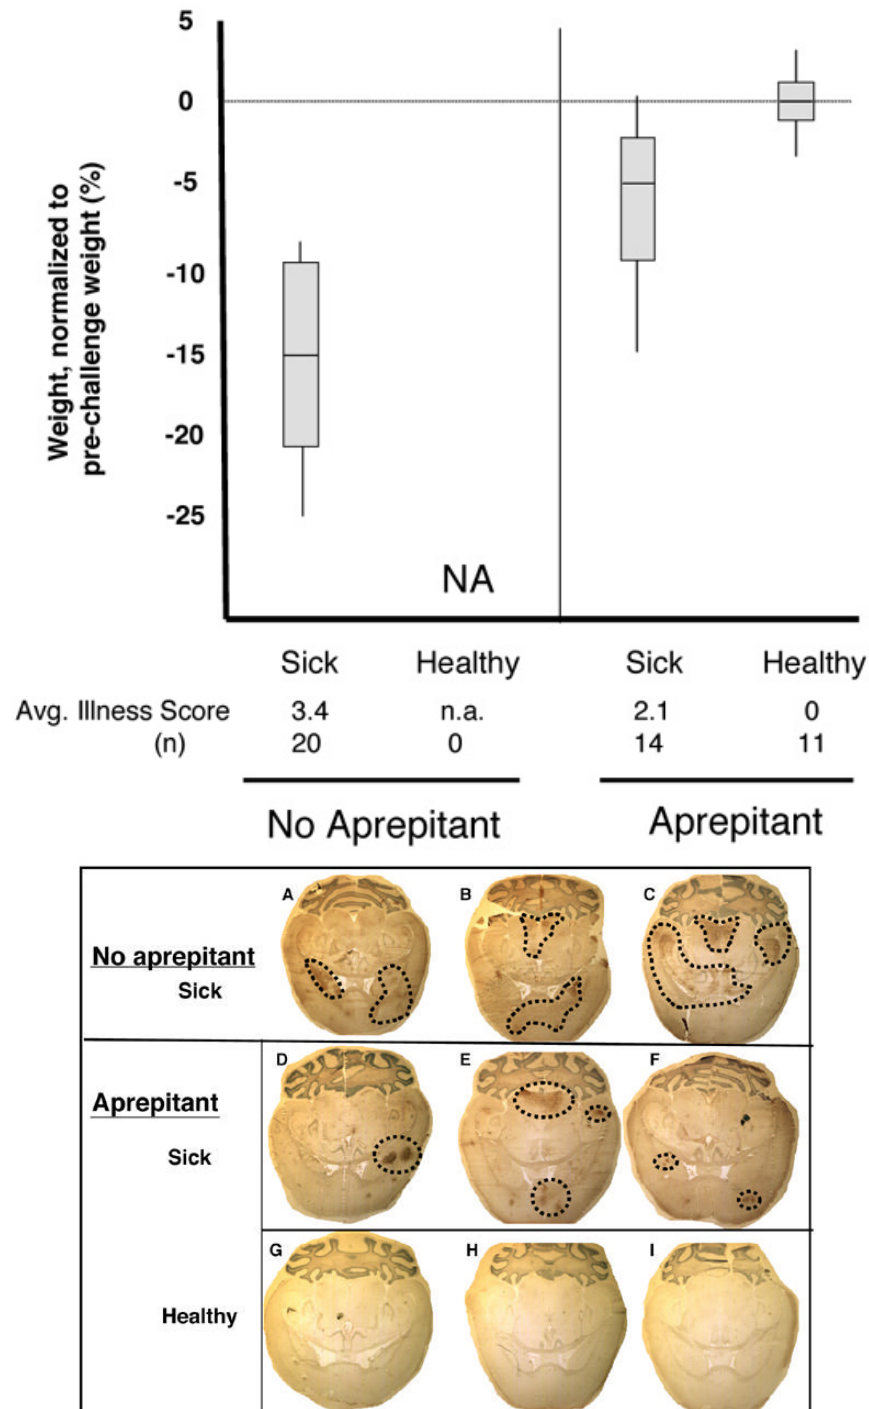 5
0
-5
-10
-15
-20
-25
Weight, normalized to
pre-challenge weight (%)
NA
Sick Healthy Sick Healthy
Avg. Illness Score 3.4 n.a. 2.1 0
(n) 20 0 14 11
No Aprepitant Aprepitant
A B C
No aprepitant
Sick
D E F
Aprepitant
Sick
G H I
Healthy